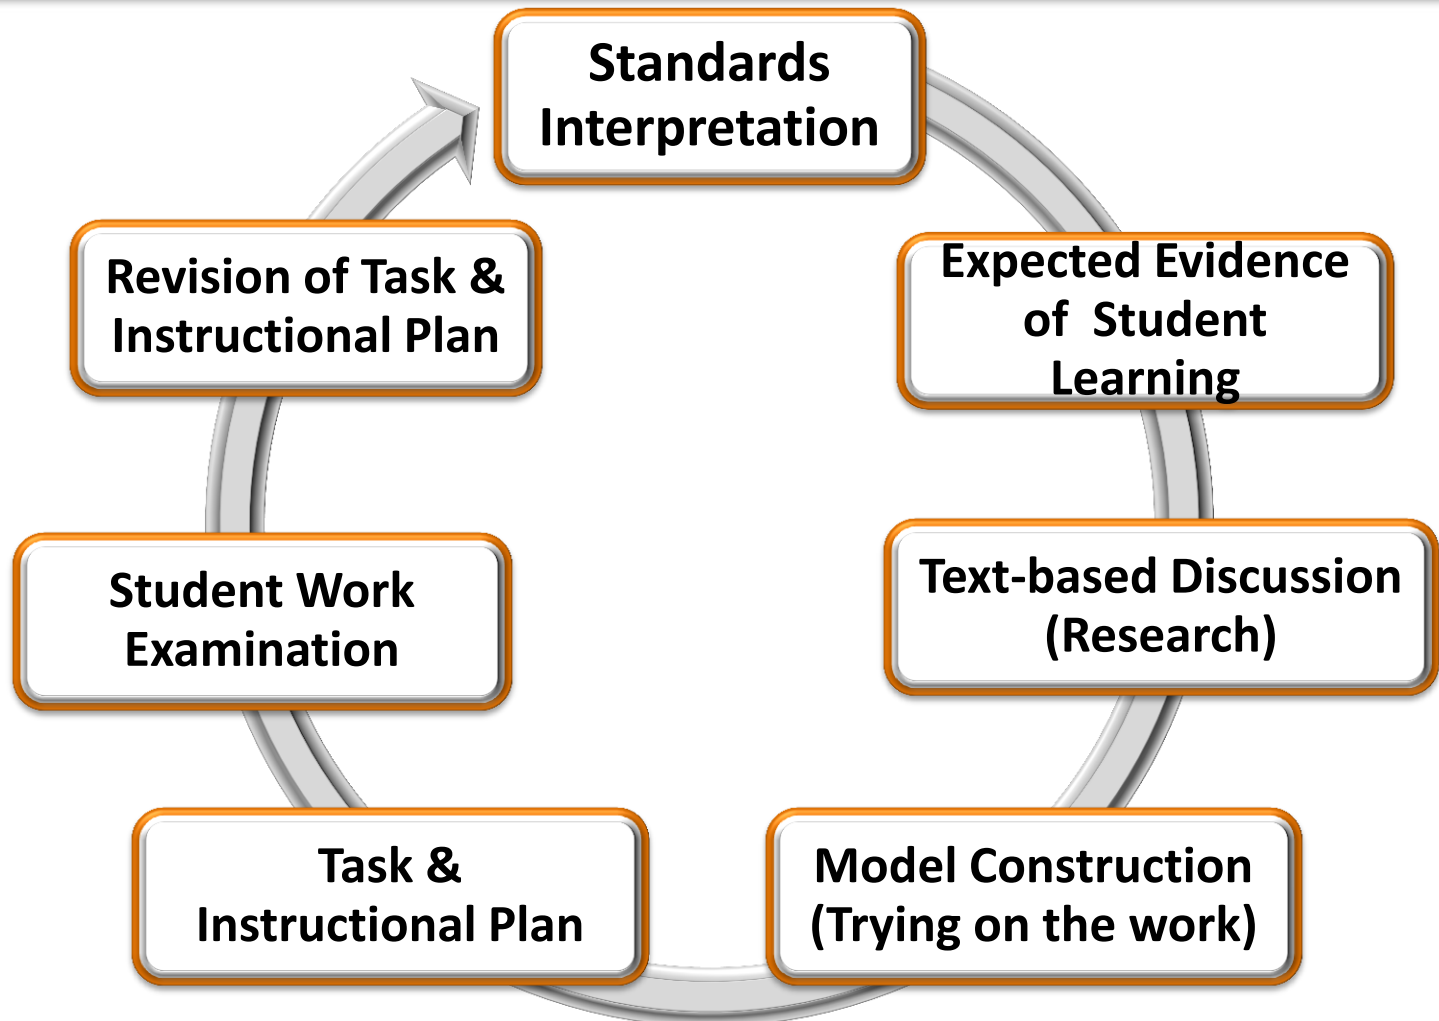 Standards
Interpretation
Expected Evidence
of  Student
Learning
Text-based Discussion
(Research)
Model Construction
(Trying on the work)
Task &
Instructional Plan
Student Work
Examination
Revision of Task &
Instructional Plan